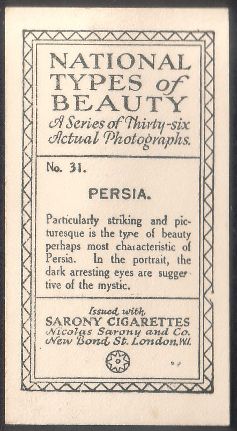 NATIONAL
TYPES of
BEAUTY
A Series of Thirty-six
Actual Photographs.
No. 31.
PERSIA.
Particularly striking and pic-
turesque is the type of beauty
perhaps most characteristic of
Persia. In the portrait, the
dark arresting eyes are sugges-
tive of the mystic.
Issued with
SARONY CIGARETTES
Nicolas Sarony and Co.
New Bond St. London, W1.